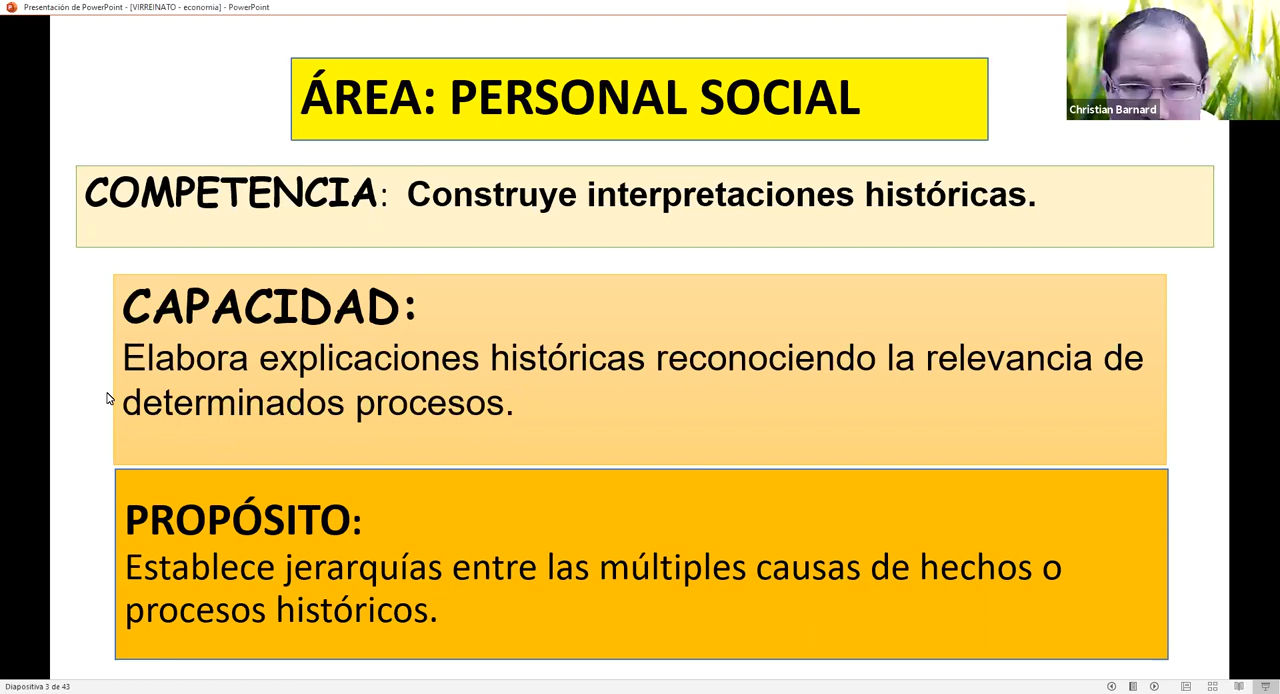 Presentación de PowerPoint - [VIRREINATO - economia] - PowerPoint
ÁREA: PERSONAL SOCIAL
Christian Barnard
COMPETENCIA: Construye interpretaciones históricas.
CAPACIDAD:
Elabora explicaciones históricas reconociendo la relevancia de
determinados procesos.
PROPÓSITO:
Establece jerarquías entre las múltiples causas de hechos o
procesos históricos.
Diapositiva 3 de 43